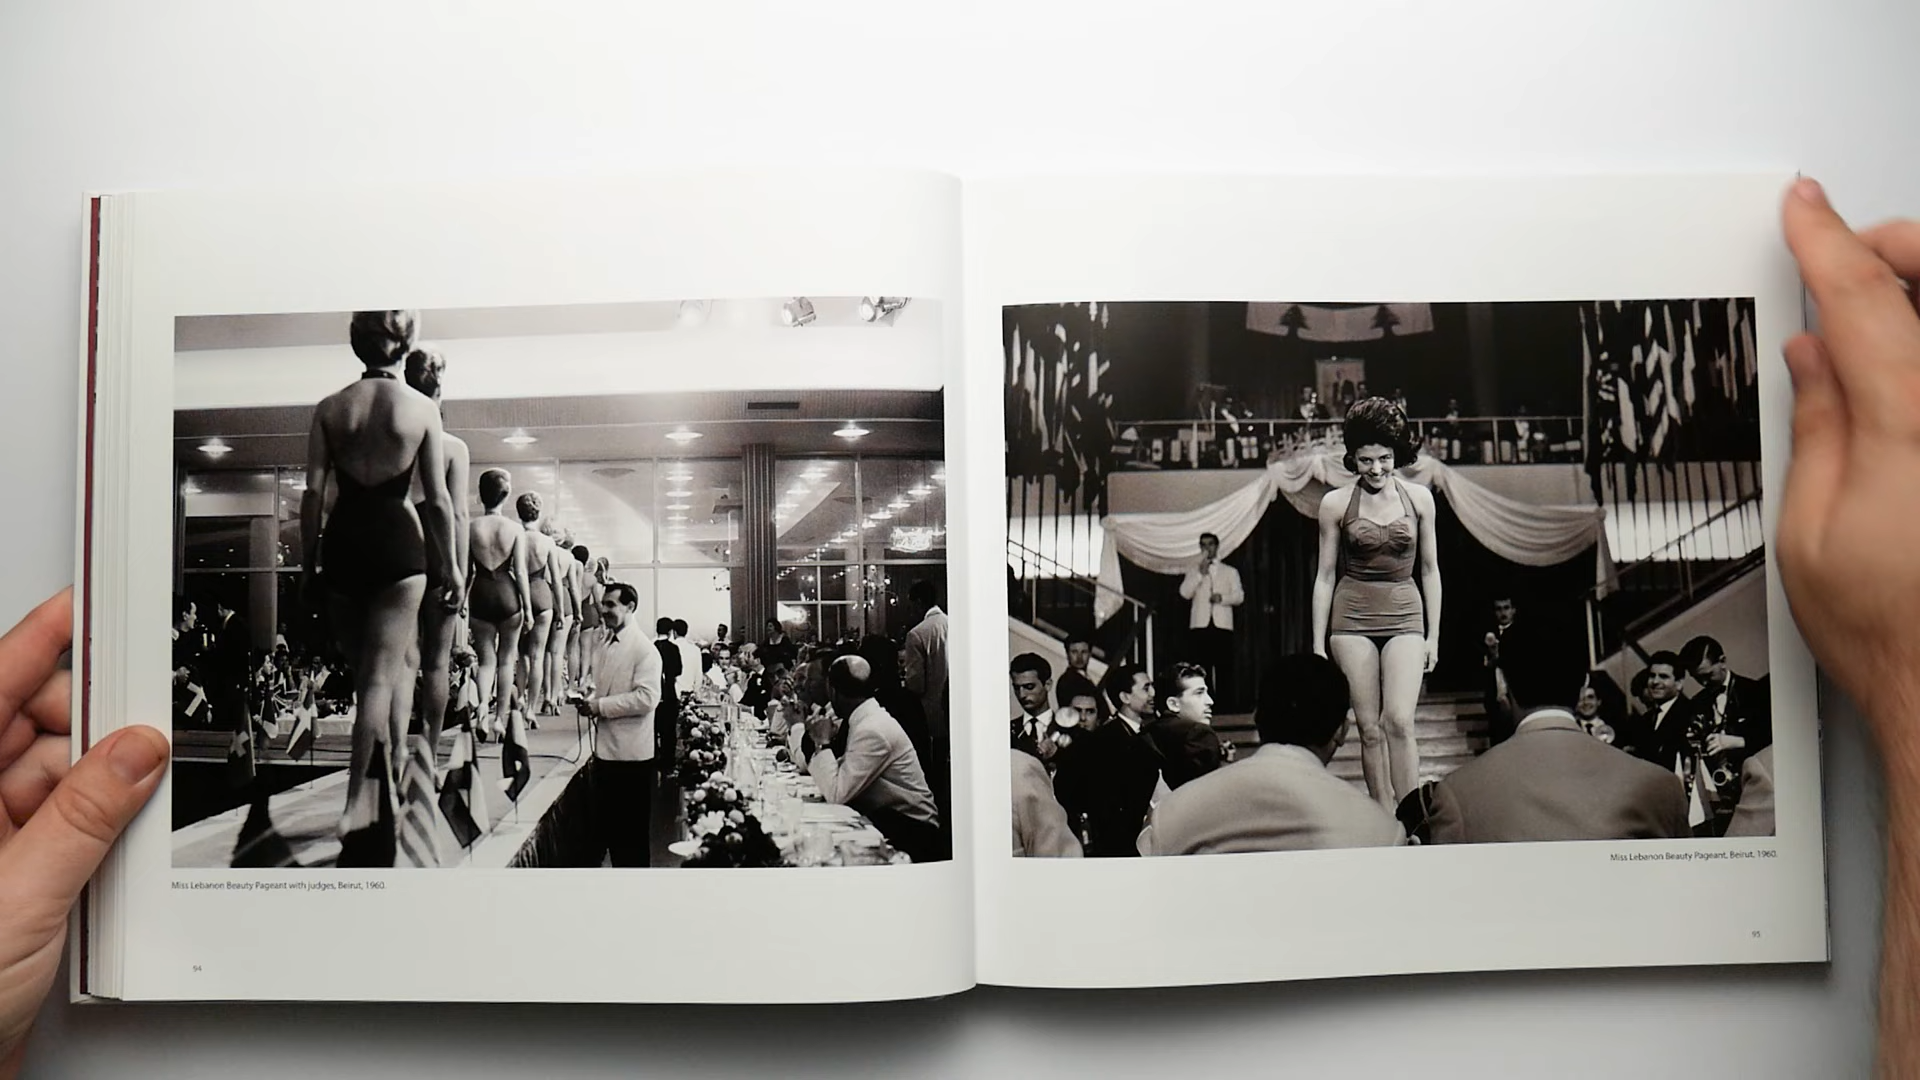 Miss Lebanon Beauty Pageant with judges, Beirut, 1960.
94
Miss Lebanon Beauty Pageant, Beirut, 1960.
95